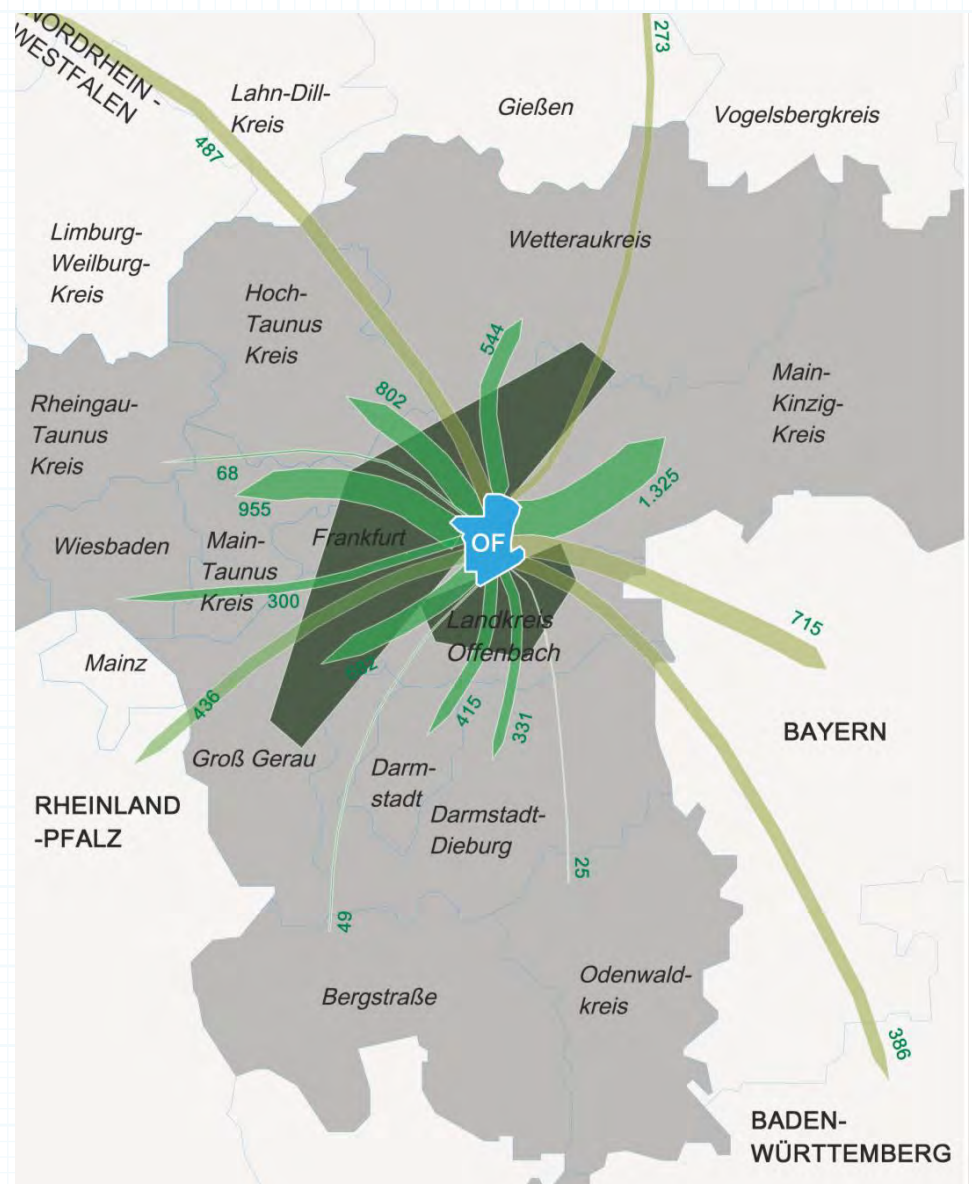 NORDRHEIN -
WESTFALEN
273
Lahn-Dill-
Kreis
Gießen
Vogelsbergkreis
487
Limburg-
Weilburg-
Kreis
Wetteraukreis
Hoch-
Taunus
Kreis
544
Main-
Kinzig-
Kreis
Rheingau-
Taunus
Kreis
802
68
955
1.325
Wiesbaden
Main-
Taunus
Kreis
Frankfurt
OF
300
Landkreis
Offenbach
715
Mainz
436
415
331
BAYERN
Groß Gerau
Darm-
stadt
RHEINLAND
-PFALZ
Darmstadt-
Dieburg
25
49
Bergstraße
Odenwald-
kreis
386
BADEN-
WÜRTTEMBERG